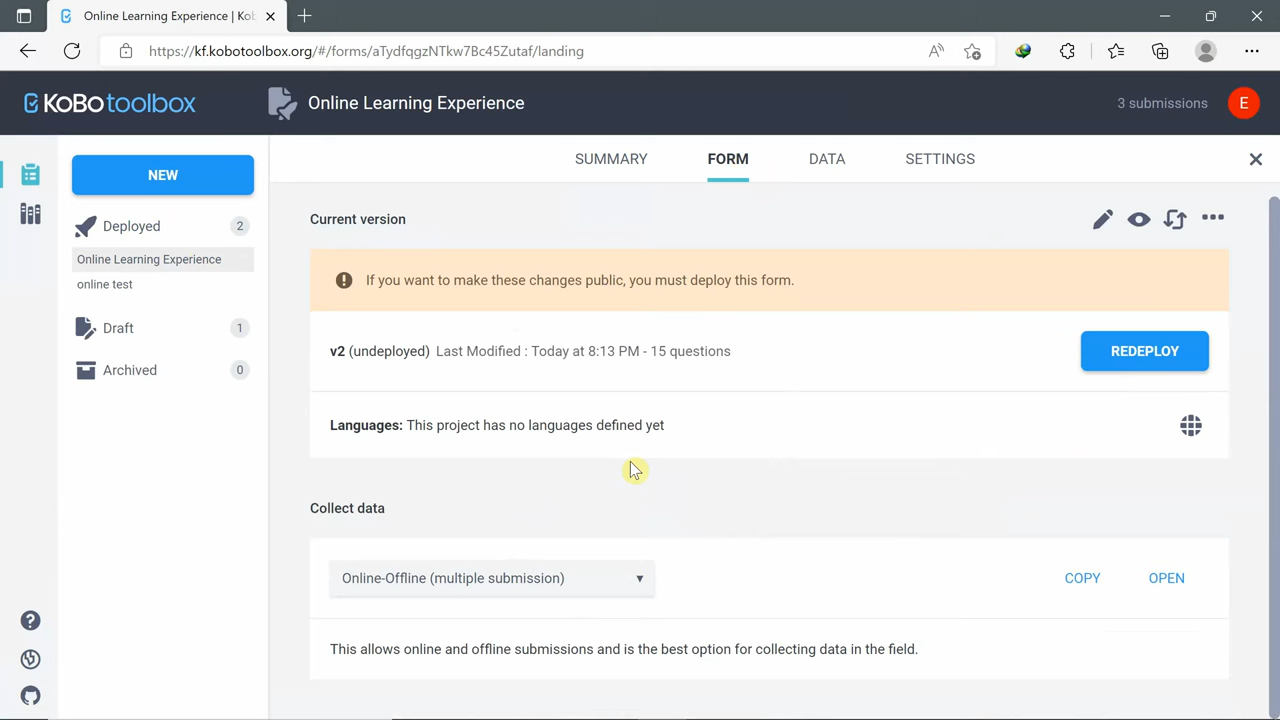 Online Learning Experience | Kob
https://kf.kobotoolbox.org/#/forms/aTydfqgzNTkw7Bc45Zutaf/landing
KoBo toolbox
Online Learning Experience
3 submissions
E
NEW
SUMMARY
FORM
DATA
SETTINGS
Deployed
2
Online Learning Experience
online test
Draft
1
Archived
0
Current version
If you want to make these changes public, you must deploy this form.
v2 (undeployed) Last Modified : Today at 8:13 PM - 15 questions
REDEPLOY
Languages: This project has no languages defined yet
Collect data
Online-Offline (multiple submission)
COPY
OPEN
This allows online and offline submissions and is the best option for collecting data in the field.